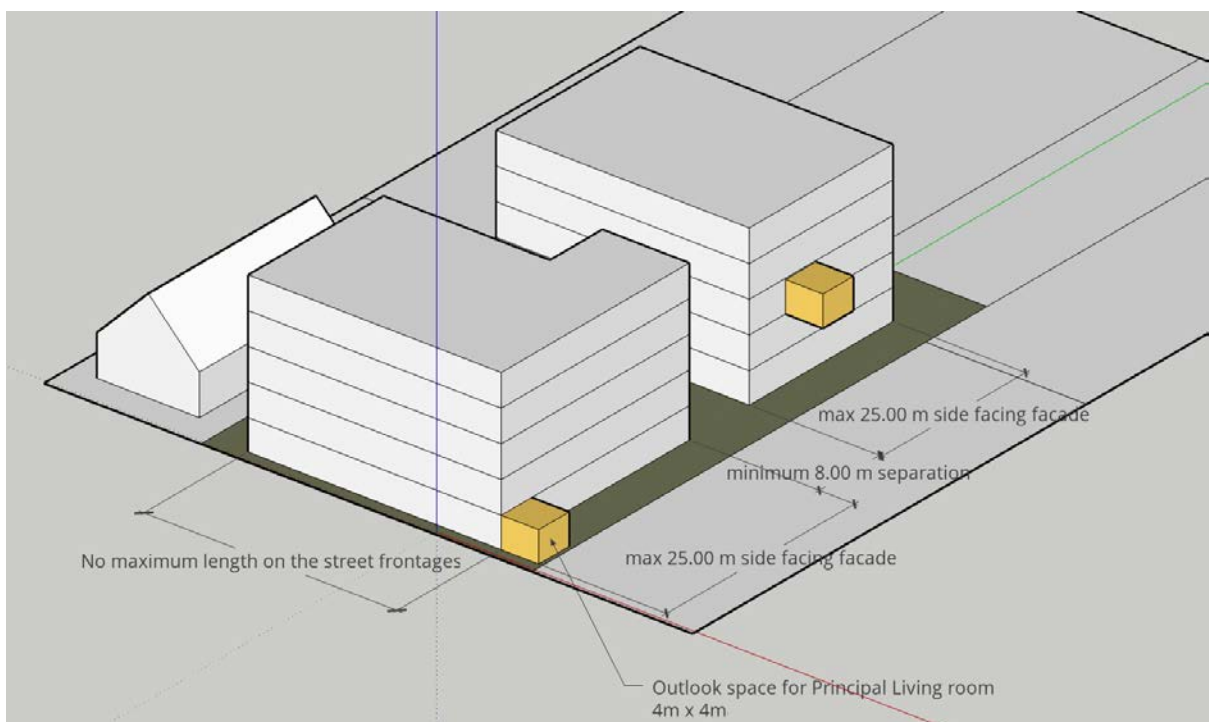 max 25.00 m side facing facade
minimum 8.00 m separation
No maximum length on the street frontages
max 25.00 m side facing facade
Outlook space for Principal Living room
4m x 4m